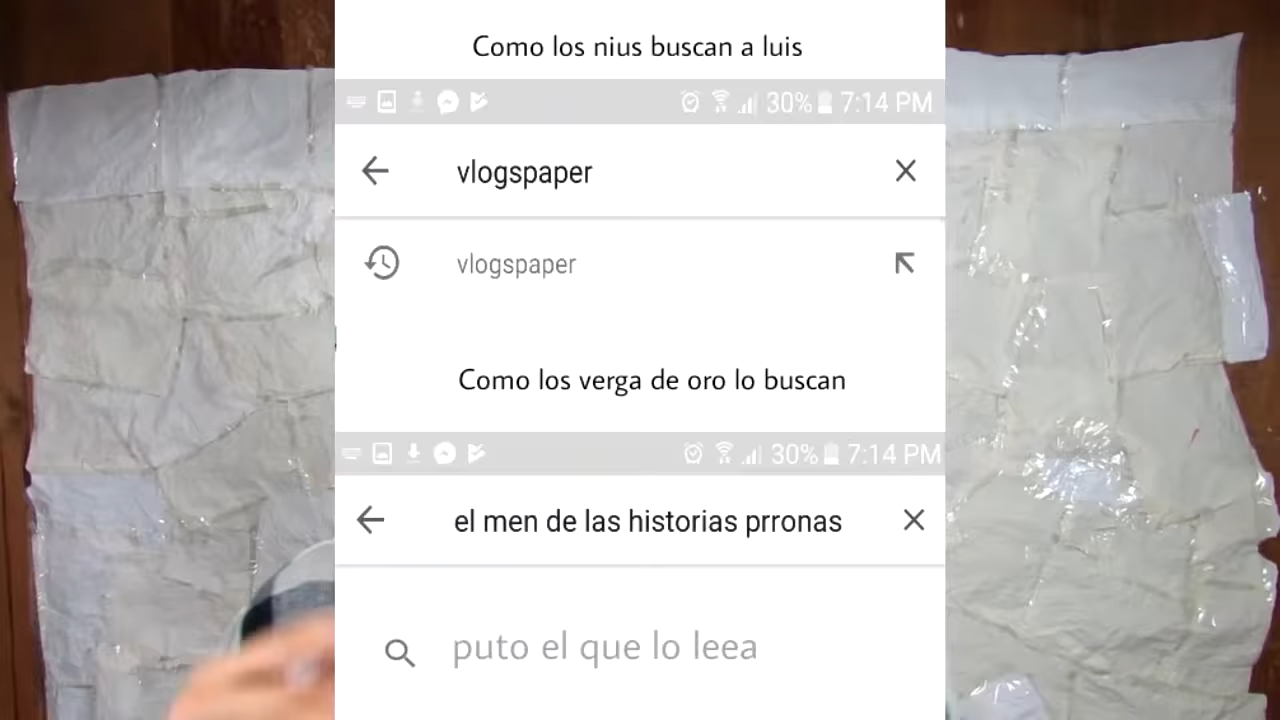 Como los nius buscan a luis
30% 7:14 PM
vlogspaper
vlogspaper
Como los verga de oro lo buscan
30% 7:14 PM
el men de las historias prronas
puto el que lo leea